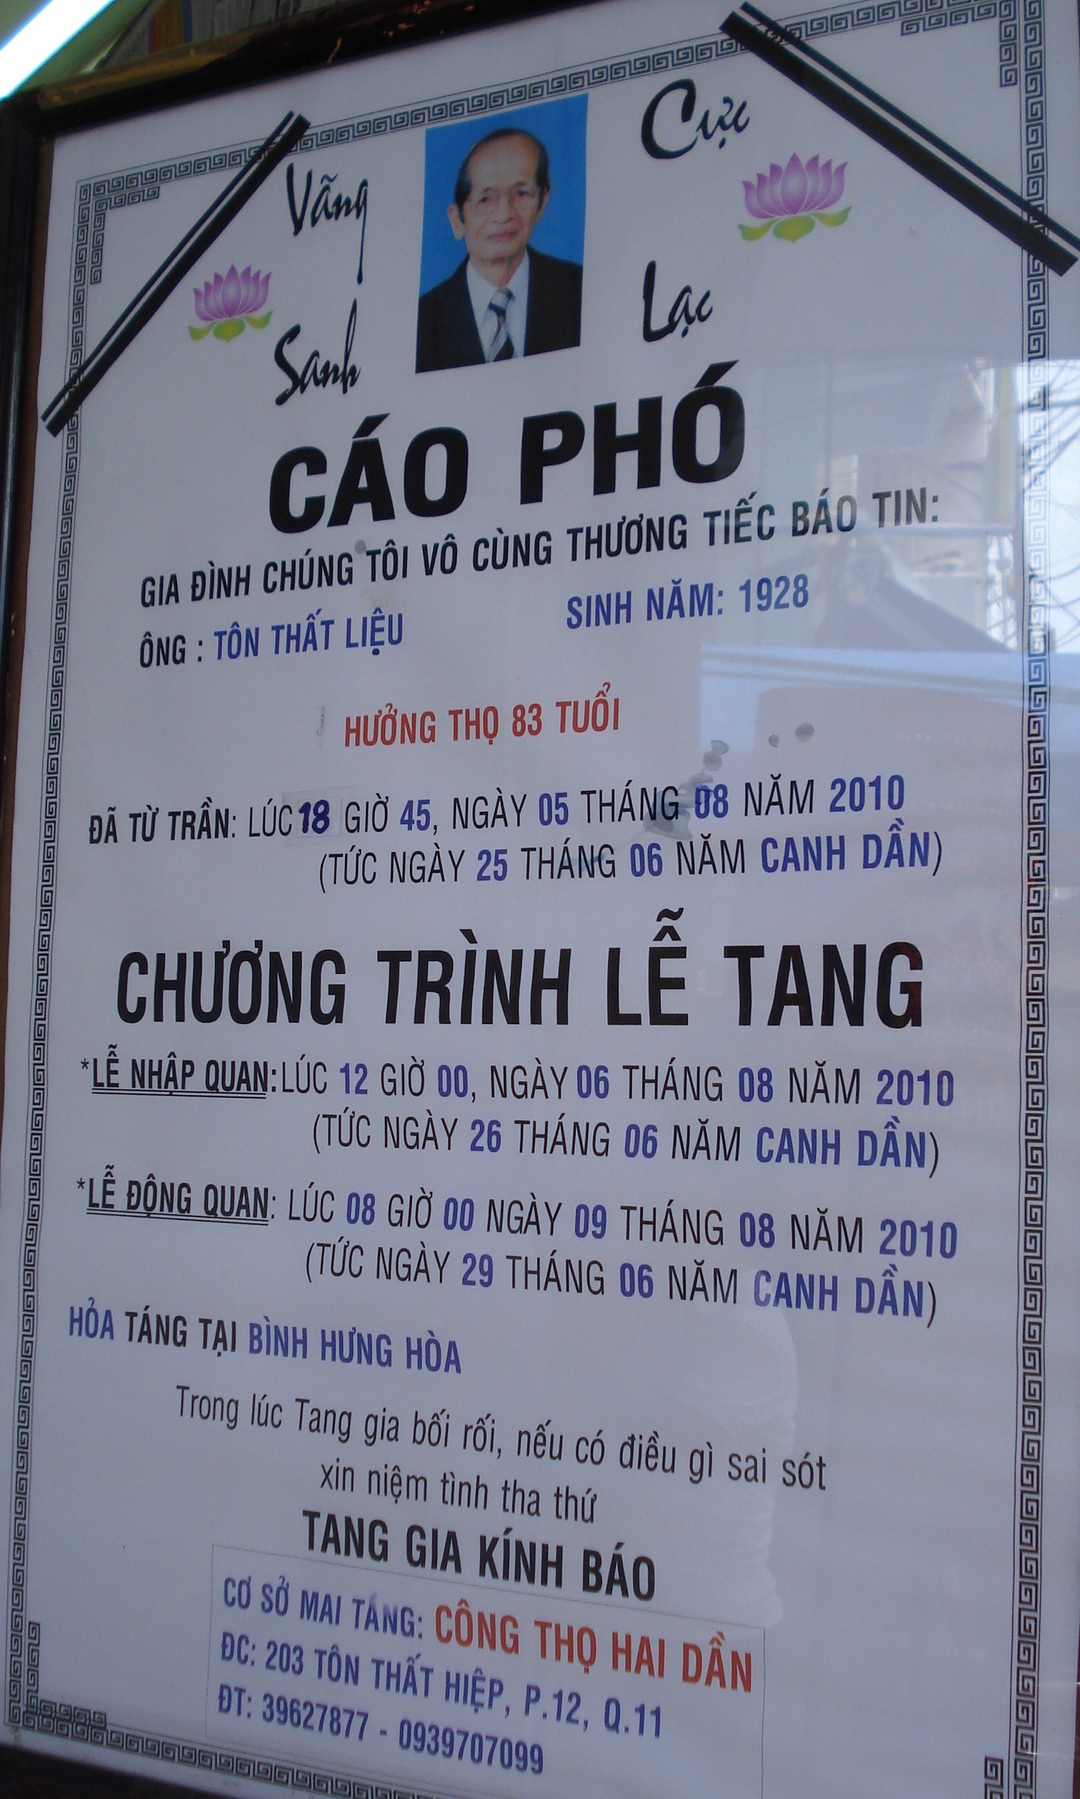 Vãng Sanh
Cực Lạc
CÁO PHÓ
GIA ĐÌNH CHÚNG TÔI VÔ CÙNG THƯƠNG TIẾC BÁO TIN:
ÔNG : TÔN THẤT LIỆU SINH NĂM: 1928
HƯỞNG THỌ 83 TUỔI
ĐÃ TỪ TRẦN: LÚC 18 GIỜ 45, NGÀY 05 THÁNG 08 NĂM 2010
(TỨC NGÀY 25 THÁNG 06 NĂM CANH DẦN)
CHƯƠNG TRÌNH LỄ TANG
*LỄ NHẬP QUAN: LÚC 12 GIỜ 00, NGÀY 06 THÁNG 08 NĂM 2010
(TỨC NGÀY 26 THÁNG 06 NĂM CANH DẦN)
*LỄ ĐỘNG QUAN: LÚC 08 GIỜ 00 NGÀY 09 THÁNG 08 NĂM 2010
(TỨC NGÀY 29 THÁNG 06 NĂM CANH DẦN)
HỎA TÁNG TẠI BÌNH HƯNG HÒA
Trong lúc Tang gia bối rối, nếu có điều gì sai sót
xin niệm tình tha thứ
TANG GIA KÍNH BÁO
CƠ SỞ MAI TÁNG: CÔNG THỌ HAI DẦN
ĐC: 203 TÔN THẤT HIỆP, P.12, Q.11
ĐT: 39627877 - 0939707099